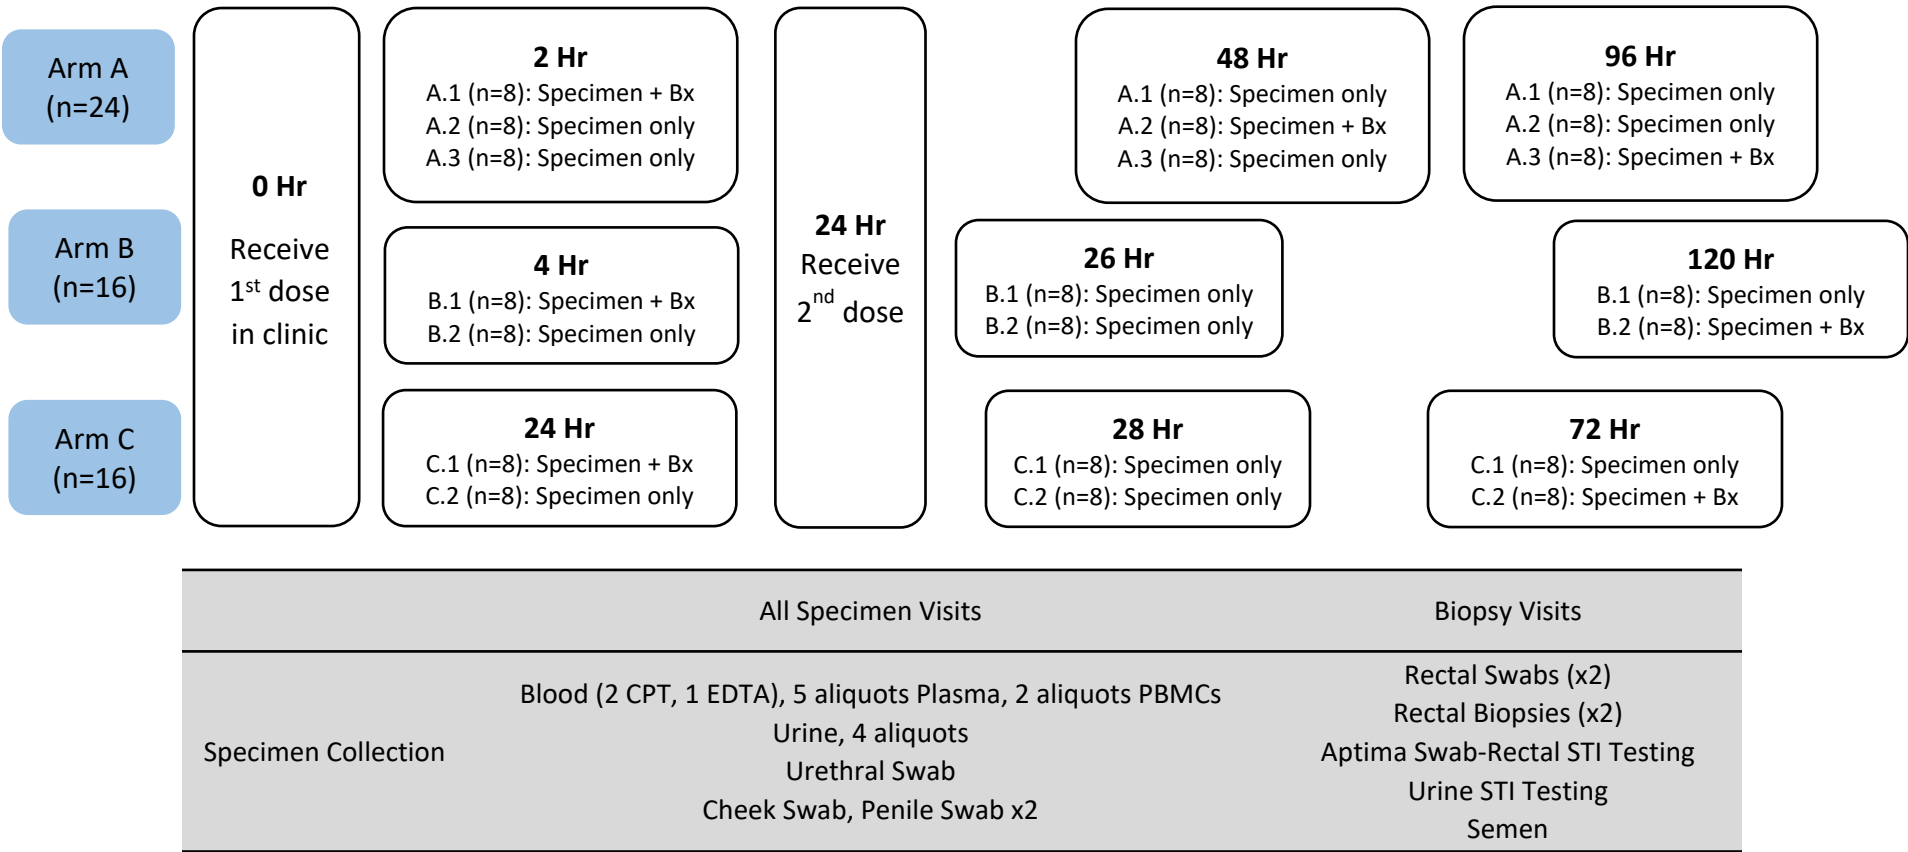 Arm A
(n=24)
Arm B
(n=16)
Arm C
(n=16)
0 Hr
Receive
1st dose
in clinic
2 Hr
A.1 (n=8): Specimen + Bx
A.2 (n=8): Specimen only
A.3 (n=8): Specimen only
4 Hr
B.1 (n=8): Specimen + Bx
B.2 (n=8): Specimen only
24 Hr
C.1 (n=8): Specimen + Bx
C.2 (n=8): Specimen only
24 Hr
Receive
2nd dose
48 Hr
A.1 (n=8): Specimen only
A.2 (n=8): Specimen + Bx
A.3 (n=8): Specimen only
96 Hr
A.1 (n=8): Specimen only
A.2 (n=8): Specimen only
A.3 (n=8): Specimen + Bx
26 Hr
B.1 (n=8): Specimen only
B.2 (n=8): Specimen only
120 Hr
B.1 (n=8): Specimen only
B.2 (n=8): Specimen + Bx
28 Hr
C.1 (n=8): Specimen only
C.2 (n=8): Specimen only
72 Hr
C.1 (n=8): Specimen only
C.2 (n=8): Specimen + Bx
All Specimen Visits
Biopsy Visits
Specimen Collection
Blood (2 CPT, 1 EDTA), 5 aliquots Plasma, 2 aliquots PBMCs
Urine, 4 aliquots
Urethral Swab
Cheek Swab, Penile Swab x2
Rectal Swabs (x2)
Rectal Biopsies (x2)
Aptima Swab-Rectal STI Testing
Urine STI Testing
Semen